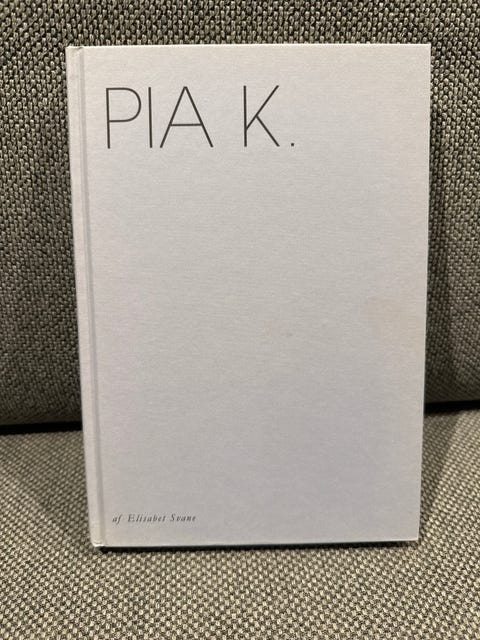 PIA K.
af Elisabet Svane